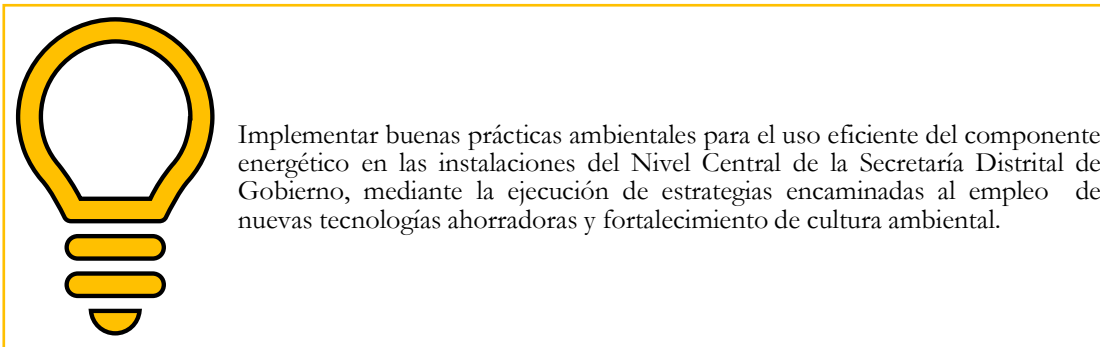 Implementar buenas prácticas ambientales para el uso eficiente del componente
energético en las instalaciones del Nivel Central de la Secretaría Distrital de
Gobierno, mediante la ejecución de estrategias encaminadas al empleo de
nuevas tecnologías ahorradoras y fortalecimiento de cultura ambiental.